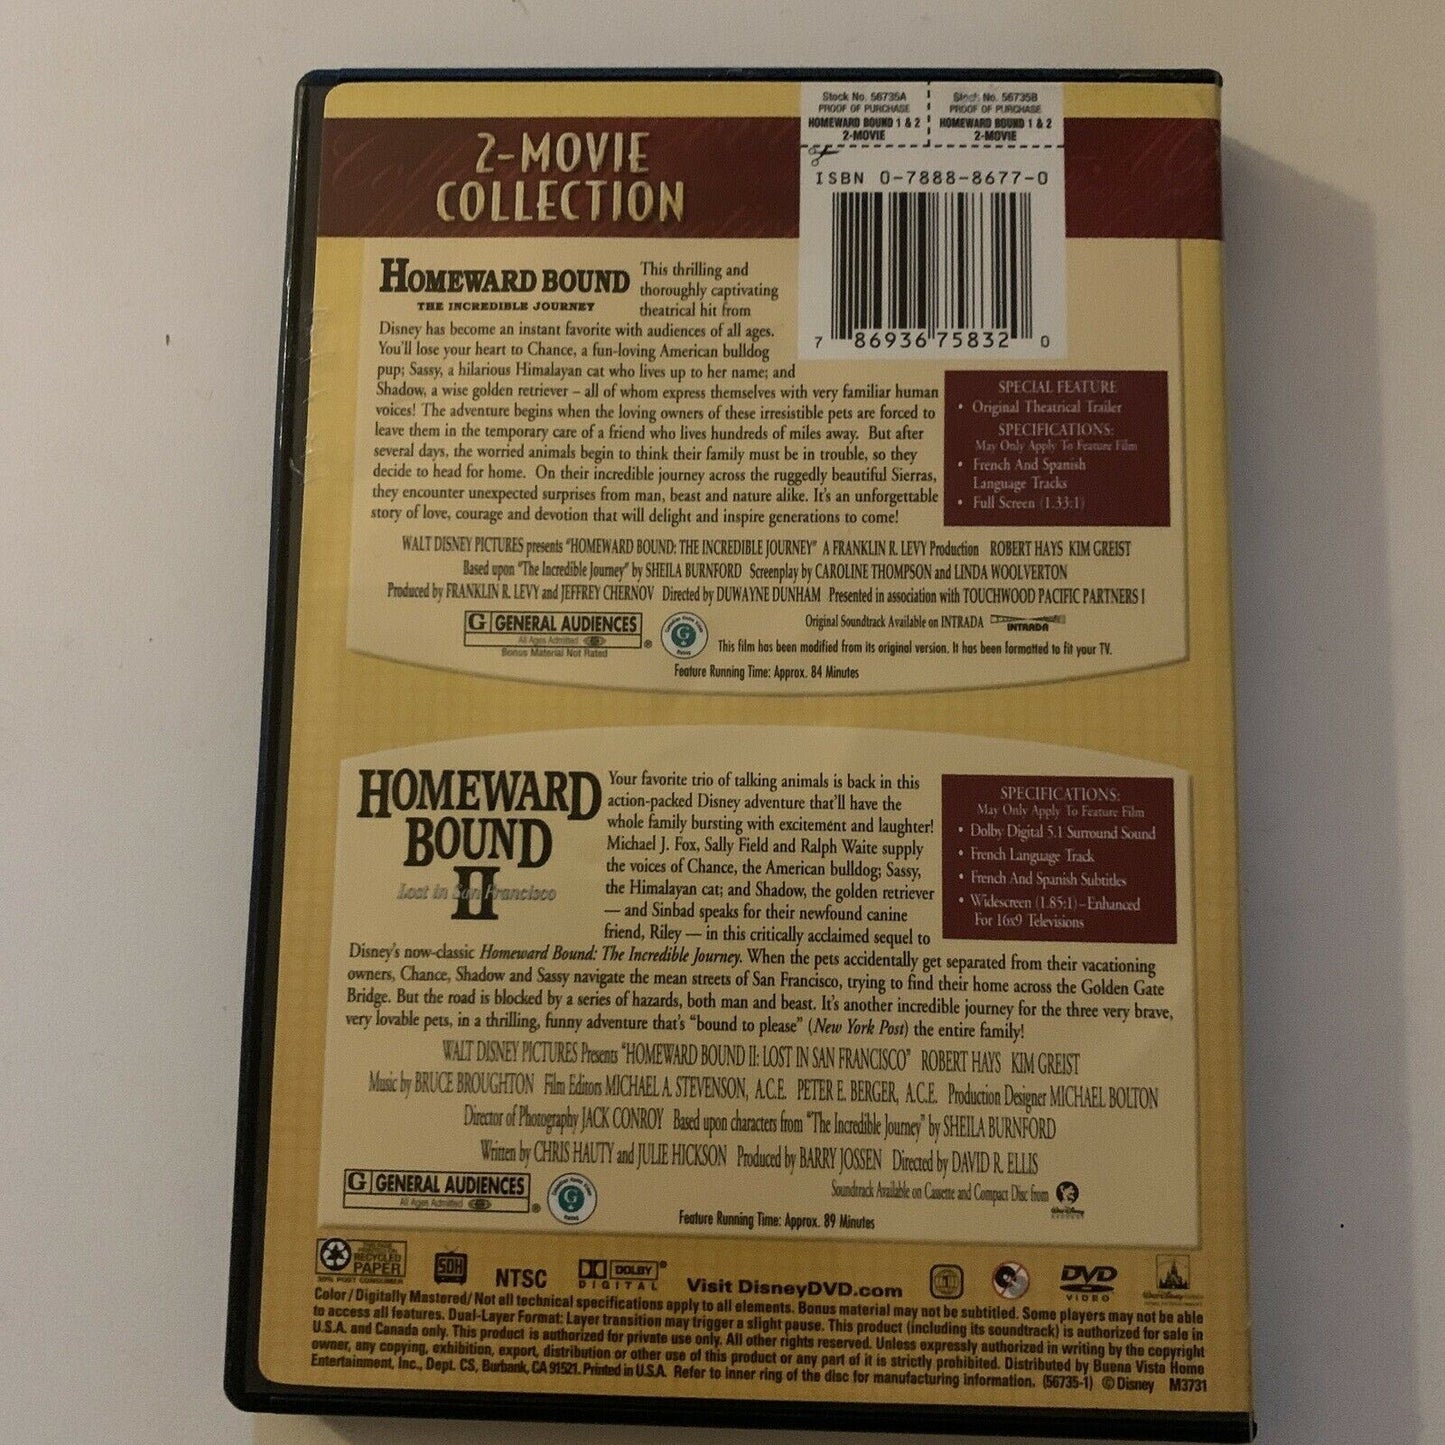 Stock No. 56735A
PROOF OF PURCHASE
HOMEWARD BOUND 1 & 2
2-MOVIE
Stock No. 56735B
PROOF OF PURCHASE
HOMEWARD BOUND 1 & 2
2-MOVIE
2-MOVIE
COLLECTION
ISBN 0-7888-8677-0
7 86936 75832 0
HOMEWARD BOUND
THE INCREDIBLE JOURNEY
This thrilling and
thoroughly captivating
theatrical hit from
Disney has become an instant favorite with audiences of all ages.
You'll lose your heart to Chance, a fun-loving American bulldog
pup; Sassy, a hilarious Himalayan cat who lives up to her name; and
Shadow, a wise golden retriever – all of whom express themselves with very familiar human
voices! The adventure begins when the loving owners of these irresistible pets are forced to
leave them in the temporary care of a friend who lives hundreds of miles away. But after
several days, the worried animals begin to think their family must be in trouble, so they
decide to head for home. On their incredible journey across the ruggedly beautiful Sierras,
they encounter unexpected surprises from man, beast and nature alike. It's an unforgettable
story of love, courage and devotion that will delight and inspire generations to come!
SPECIAL FEATURE
• Original Theatrical Trailer
SPECIFICATIONS:
May Only Apply To Feature Film
• French And Spanish
Language Tracks
• Full Screen (1.33:1)
WALT DISNEY PICTURES presents "HOMEWARD BOUND: THE INCREDIBLE JOURNEY" A FRANKLIN R. LEVY Production ROBERT HAYS KIM GREIST
Based upon "The Incredible Journey" by SHEILA BURNFORD Screenplay by CAROLINE THOMPSON and LINDA WOOLVERTON
Produced by FRANKLIN R. LEVY and JEFFREY CHERNOV Directed by DUWAYNE DUNHAM Presented in association with TOUCHWOOD PACIFIC PARTNERS I
G GENERAL AUDIENCES
All Ages Admitted
Bonus Material Not Rated
®
G
Original Soundtrack Available on INTRADA
INTRADA
This film has been modified from its original version. It has been formatted to fit your TV.
Feature Running Time: Approx. 84 Minutes
HOMEWARD
BOUND
II
Lost in San Francisco
Your favorite trio of talking animals is back in this
action-packed Disney adventure that'll have the
whole family bursting with excitement and laughter!
Michael J. Fox, Sally Field and Ralph Waite supply
the voices of Chance, the American bulldog; Sassy,
the Himalayan cat; and Shadow, the golden retriever
— and Sinbad speaks for their newfound canine
friend, Riley — in this critically acclaimed sequel to
Disney's now-classic Homeward Bound: The Incredible Journey. When the pets accidentally get separated from their vacationing
owners, Chance, Shadow and Sassy navigate the mean streets of San Francisco, trying to find their home across the Golden Gate
Bridge. But the road is blocked by a series of hazards, both man and beast. It's another incredible journey for the three very brave,
very lovable pets, in a thrilling, funny adventure that's "bound to please" (New York Post) the entire family!
SPECIFICATIONS:
May Only Apply To Feature Film
• Dolby Digital 5.1 Surround Sound
• French Language Track
• French And Spanish Subtitles
• Widescreen (1.85:1)–Enhanced
For 16x9 Televisions
WALT DISNEY PICTURES Presents "HOMEWARD BOUND II: LOST IN SAN FRANCISCO" ROBERT HAYS KIM GREIST
Music by BRUCE BROUGHTON Film Editors MICHAEL A. STEVENSON, A.C.E. PETER E. BERGER, A.C.E. Production Designer MICHAEL BOLTON
Director of Photography JACK CONROY Based upon characters from "The Incredible Journey" by SHEILA BURNFORD
Written by CHRIS HAUTY and JULIE HICKSON Produced by BARRY JOSSEN Directed by DAVID R. ELLIS
G GENERAL AUDIENCES
All Ages Admitted
®
G
Soundtrack Available on Cassette and Compact Disc from
Walt Disney
RECORDS
Feature Running Time: Approx. 89 Minutes
RECYCLED
PAPER
SDH
NTSC
DOLBY
DIGITAL
®
Visit DisneyDVD.com
DVD
VIDEO
Color/Digitally Mastered/Not all technical specifications apply to all elements. Bonus material may not be subtitled. Some players may not be able
to access all features. Dual-Layer Format: Layer transition may trigger a slight pause. This product (including its soundtrack) is authorized for sale in
U.S.A. and Canada only. This product is authorized for private use only. All other rights reserved. Unless expressly authorized in writing by the copyright
owner, any copying, exhibition, export, distribution or other use of this product or any part of it is strictly prohibited. Distributed by Buena Vista Home
Entertainment, Inc., Dept. CS, Burbank, CA 91521. Printed in U.S.A. Refer to inner ring of the disc for manufacturing information. (56735-1) ©Disney M3731